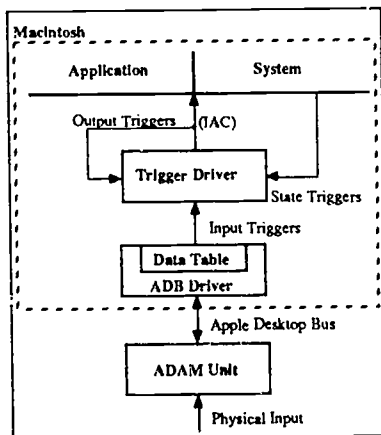 Macintosh
Application System
Output Triggers (IAC)
Trigger Driver
State Triggers
Input Triggers
Data Table
ADB Driver
Apple Desktop Bus
ADAM Unit
Physical Input